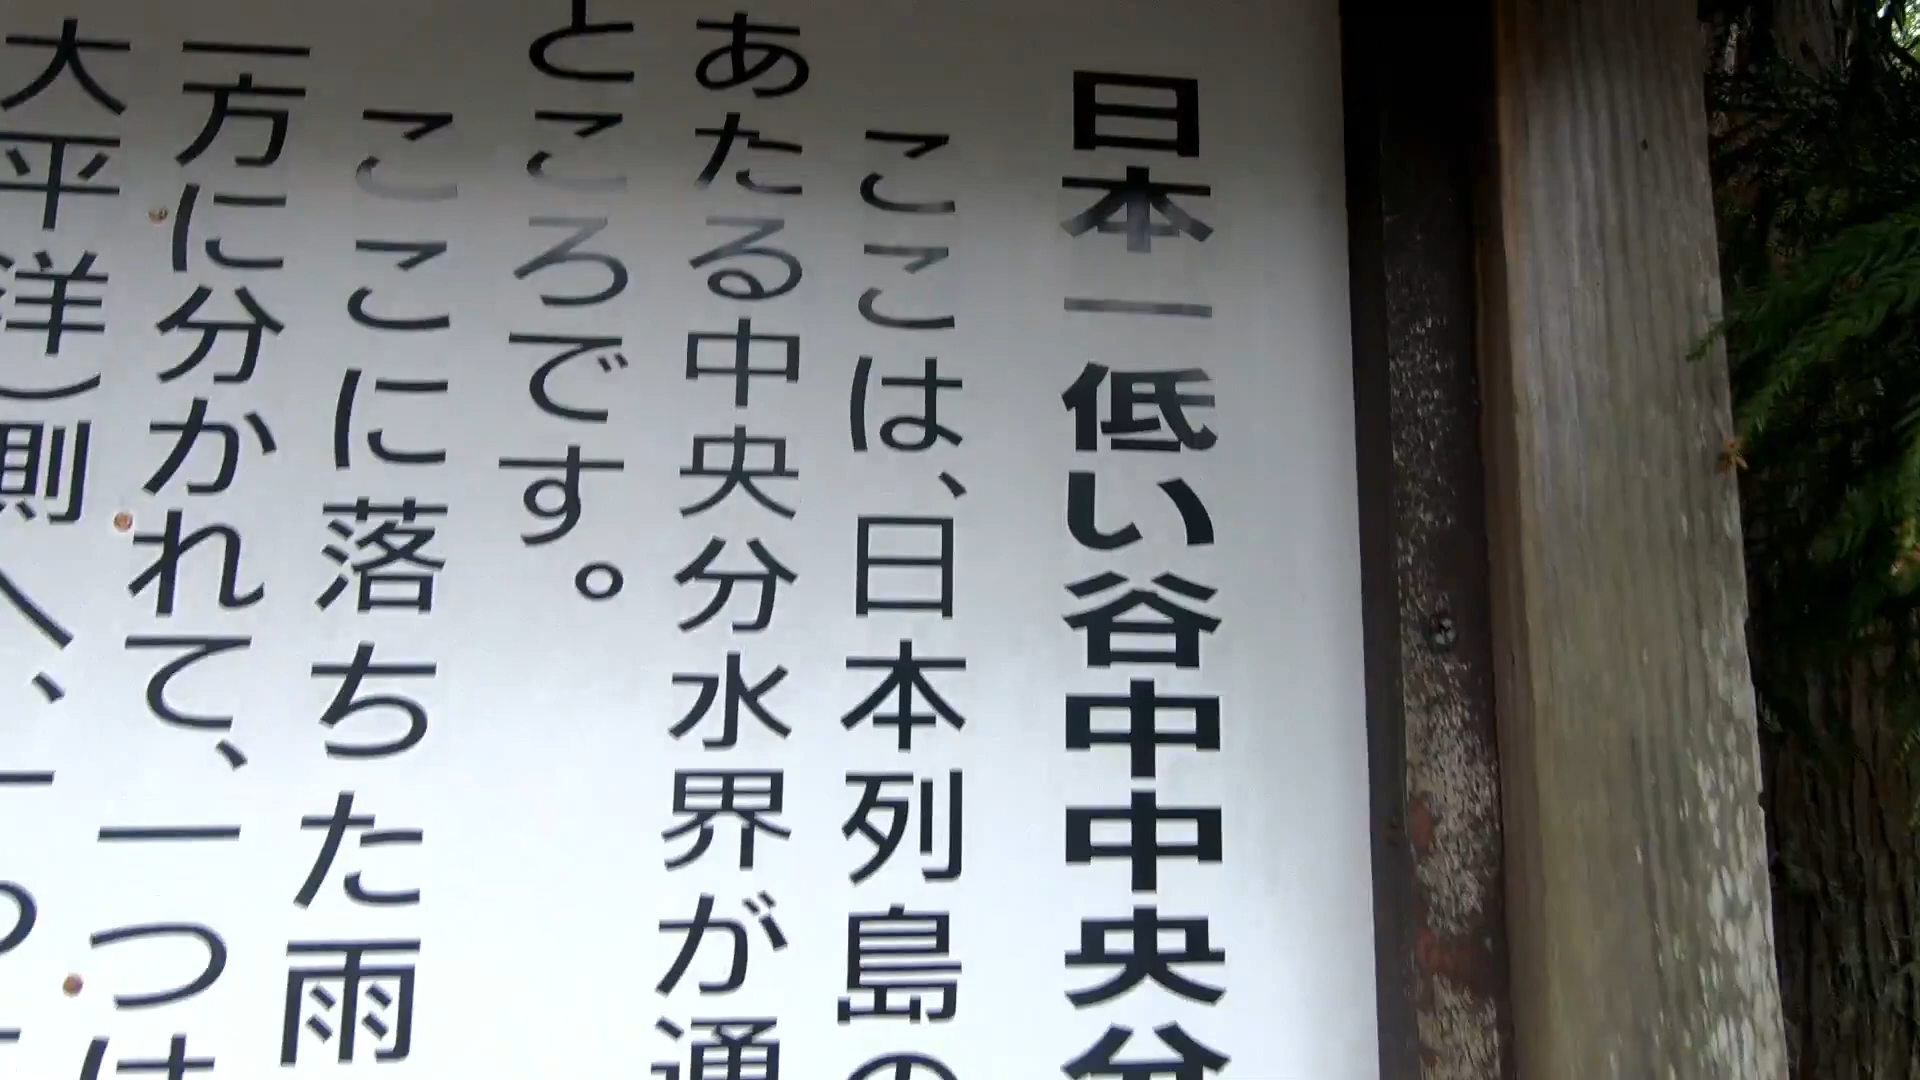 日本一低い谷中中央分
ここは、日本列島の
あたる中央分水界が通
ところです。
ここに落ちた雨
一方に分かれて、一つは
大平洋)側へ、一つ